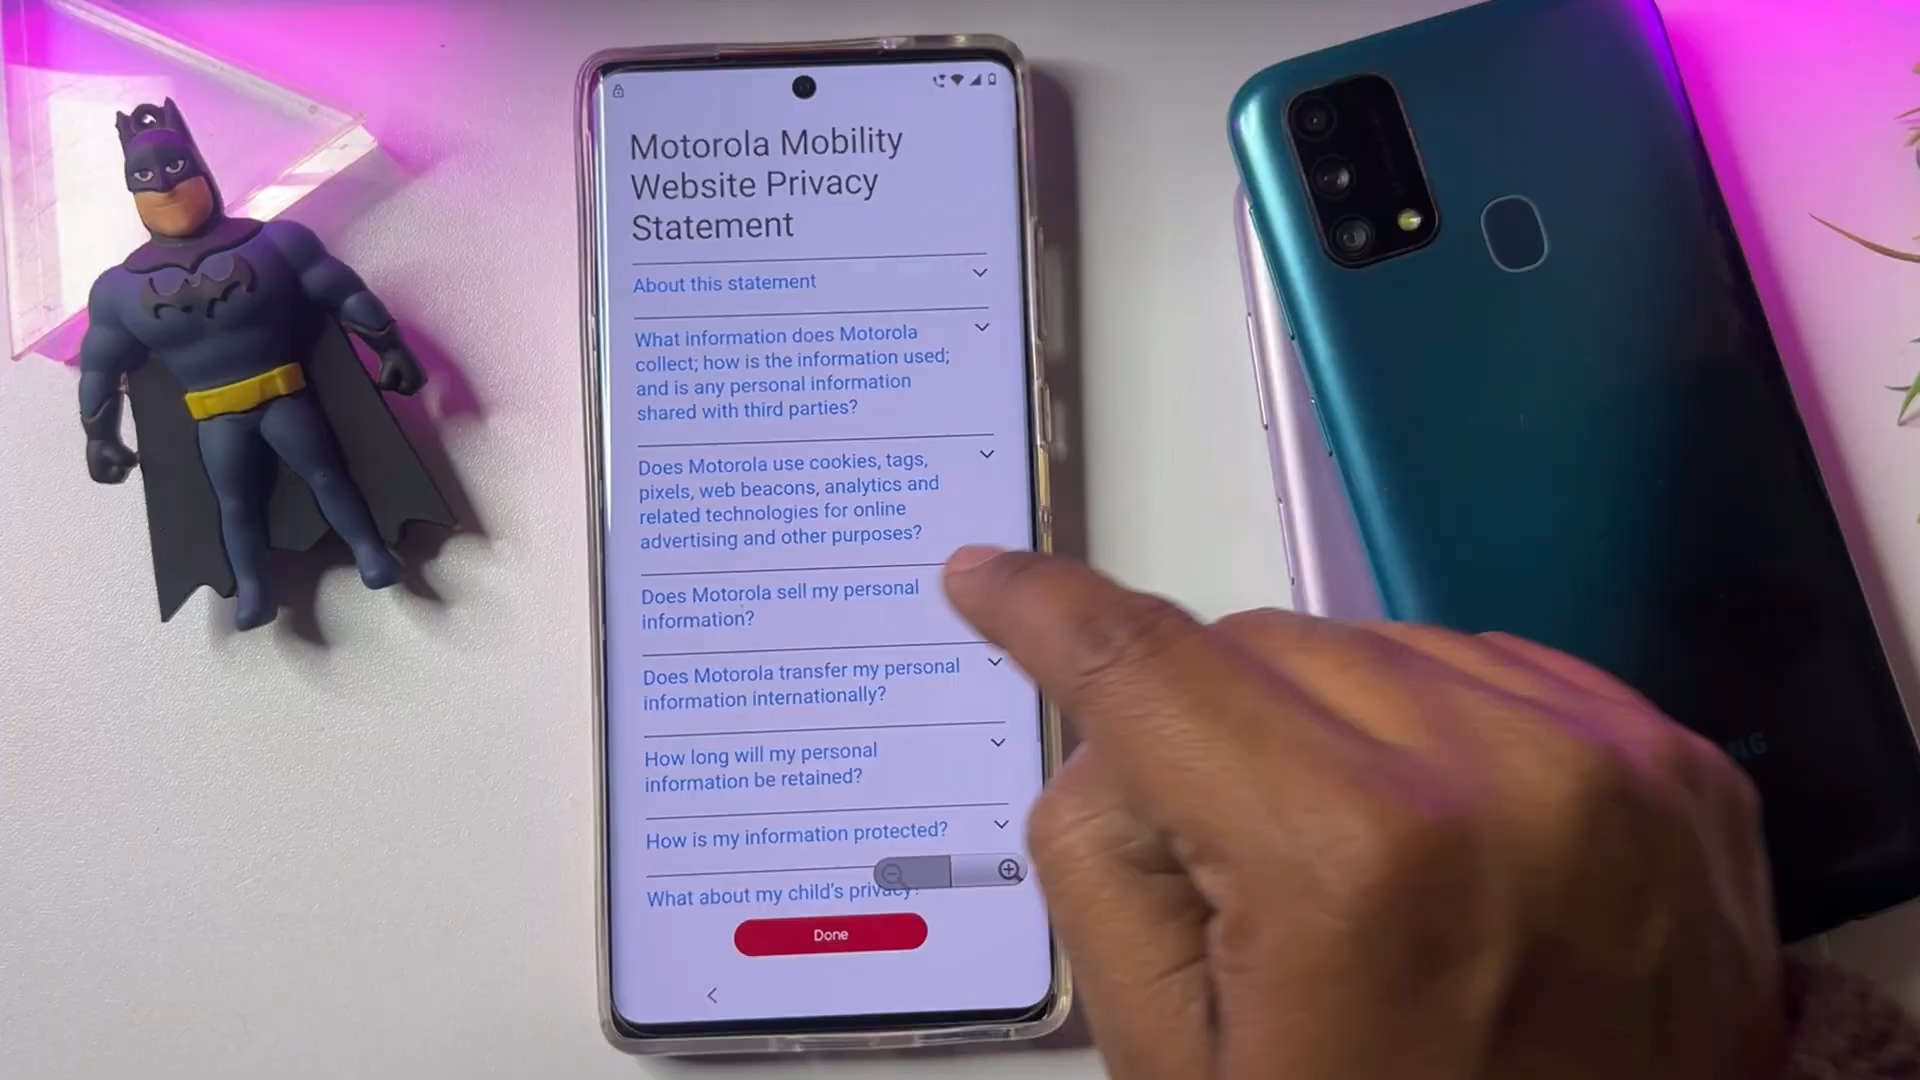 Motorola Mobility
Website Privacy
Statement
About this statement
What information does Motorola
collect; how is the information used;
and is any personal information
shared with third parties?
Does Motorola use cookies, tags,
pixels, web beacons, analytics and
related technologies for online
advertising and other purposes?
Does Motorola sell my personal
information?
Does Motorola transfer my personal
information internationally?
How long will my personal
information be retained?
How is my information protected?
What about my child's privacy?
Done
NG